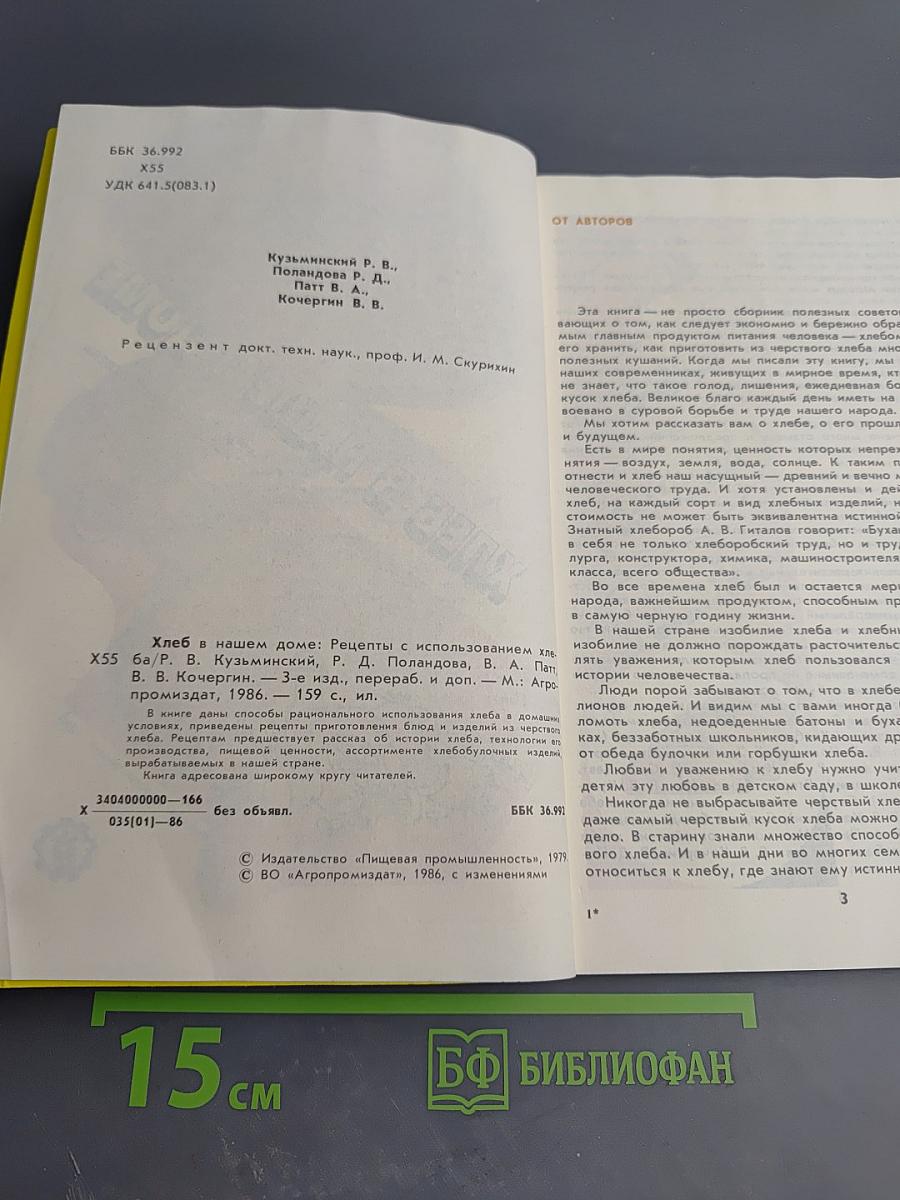 ББК 36.992
Х55
УДК 641.5(083.1)
Кузьминский Р. В.,
Поландова Р. Д.,
Патт В. А.,
Кочергин В. В.
Рецензент докт. техн. наук., проф. И. М. Скурихин
Хлеб в нашем доме: Рецепты с использованием хле-
Х55 ба/Р. В. Кузьминский, Р. Д. Поландова, В. А. Патт,
В. В. Кочергин. — 3-е изд., перераб. и доп. — М.: Агро-
промиздат, 1986. — 159 с., ил.
В книге даны способы рационального использования хлеба в домашних
условиях, приведены рецепты приготовления блюд и изделий из черствого
хлеба. Рецептам предшествует рассказ об истории хлеба, технологии его
производства, пищевой ценности, ассортименте хлебобулочных изделий,
вырабатываемых в нашей стране.
Книга адресована широкому кругу читателей.
Х 3404000000—166
035(01)—86 без объявл.
ББК 36.992
© Издательство «Пищевая промышленность», 1979
© ВО «Агропромиздат», 1986, с изменениями
ОТ АВТОРОВ
Эта книга — не просто сборник полезных совето
вающих о том, как следует экономно и бережно обра
мым главным продуктом питания человека — хлебом
его хранить, как приготовить из черствого хлеба мно
полезных кушаний. Когда мы писали эту книгу, мы
наших современников, живущих в мирное время, кт
не знает, что такое голод, лишения, ежедневная бо
кусок хлеба. Великое благо каждый день иметь на
воевано в суровой борьбе и труде нашего народа.
Мы хотим рассказать вам о хлебе, о его прошл
и будущем.
Есть в мире понятия, ценность которых непрех
нятия — воздух, земля, вода, солнце. К таким п
отнести и хлеб наш насущный — древний и вечно м
человеческого труда. И хотя установлены и дей
хлеб, на каждый сорт и вид хлебных изделий, н
стоимость не может быть эквивалентна истинной
Знатный хлебороб А. В. Гиталов говорит: «Буха
в себя не только хлеборобский труд, но и тру
лурга, конструктора, химика, машиностроителя
класса, всего общества».
Во все времена хлеб был и остается мери
народа, важнейшим продуктом, способным пр
в самую черную годину жизни.
В нашей стране изобилие хлеба и хлебны
изобилие не должно порождать расточительс
лять уважения, которым хлеб пользовался
истории человечества.
Люди порой забывают о том, что в хлебе
лионов людей. И видим мы с вами иногда
ломоть хлеба, недоеденные батоны и буха
ках, беззаботных школьников, кидающих др
от обеда булочки или горбушки хлеба.
Любви и уважению к хлебу нужно учит
детям эту любовь в детском саду, в школе
Никогда не выбрасывайте черствый хле
даже самый черствый кусок хлеба можно
дело. В старину знали множество способо
вого хлеба. И в наши дни во многих сем
относиться к хлебу, где знают ему истинн
3
1*
15 см
БФ БИБЛИОФАН